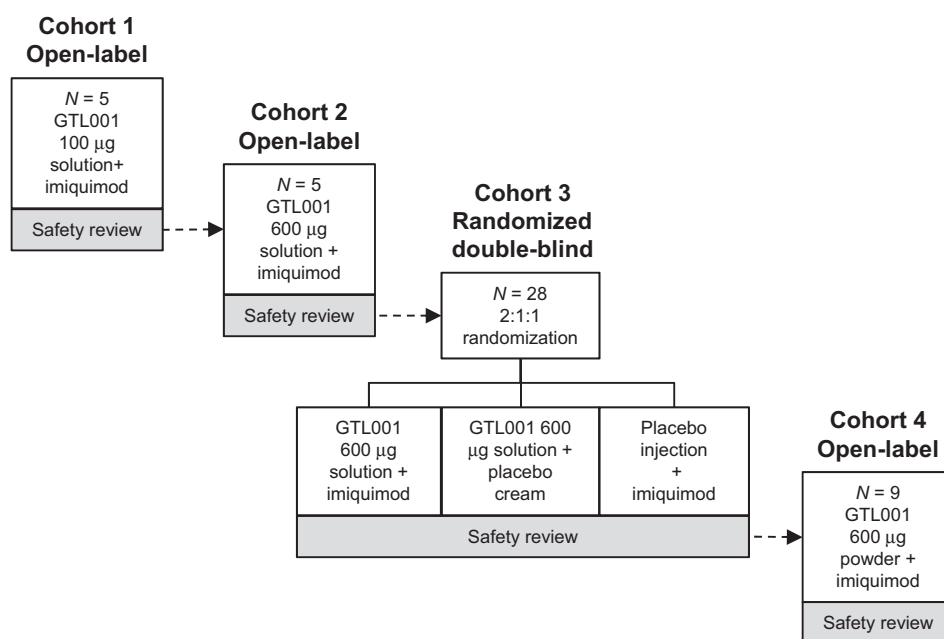 Cohort 1
Open-label
N = 5
GTL001
100 μg
solution+
imiquimod
Safety review
Cohort 2
Open-label
N = 5
GTL001
600 μg
solution +
imiquimod
Safety review
Cohort 3
Randomized
double-blind
N = 28
2:1:1
randomization
GTL001
600 μg
solution +
imiquimod
GTL001 600
μg solution +
placebo
cream
Placebo
injection
+
imiquimod
Safety review
Cohort 4
Open-label
N = 9
GTL001
600 μg
powder +
imiquimod
Safety review